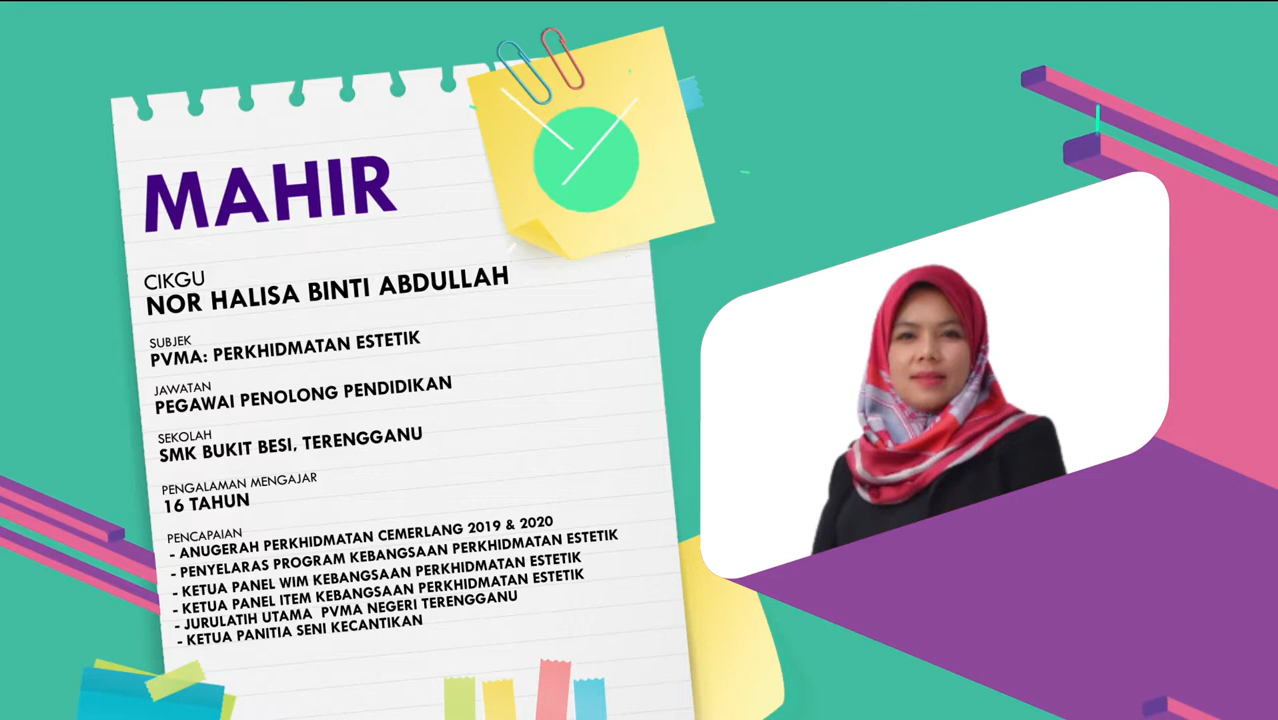 MAHIR
CIKGU
NOR HALISA BINTI ABDULLAH
SUBJEK
PVMA: PERKHIDMATAN ESTETIK
JAWATAN
PEGAWAI PENOLONG PENDIDIKAN
SEKOLAH
SMK BUKIT BESI, TERENGGANU
PENGALAMAN MENGAJAR
16 TAHUN
PENCAPAIAN
- ANUGERAH PERKHIDMATAN CEMERLANG 2019 & 2020
- PENYELARAS PROGRAM KEBANGSAAN PERKHIDMATAN ESTETIK
- KETUA PANEL WIM KEBANGSAAN PERKHIDMATAN ESTETIK
- KETUA PANEL ITEM KEBANGSAAN PERKHIDMATAN ESTETIK
- JURULATIH UTAMA PVMA NEGERI TERENGGANU
- KETUA PANITIA SENI KECANTIKAN